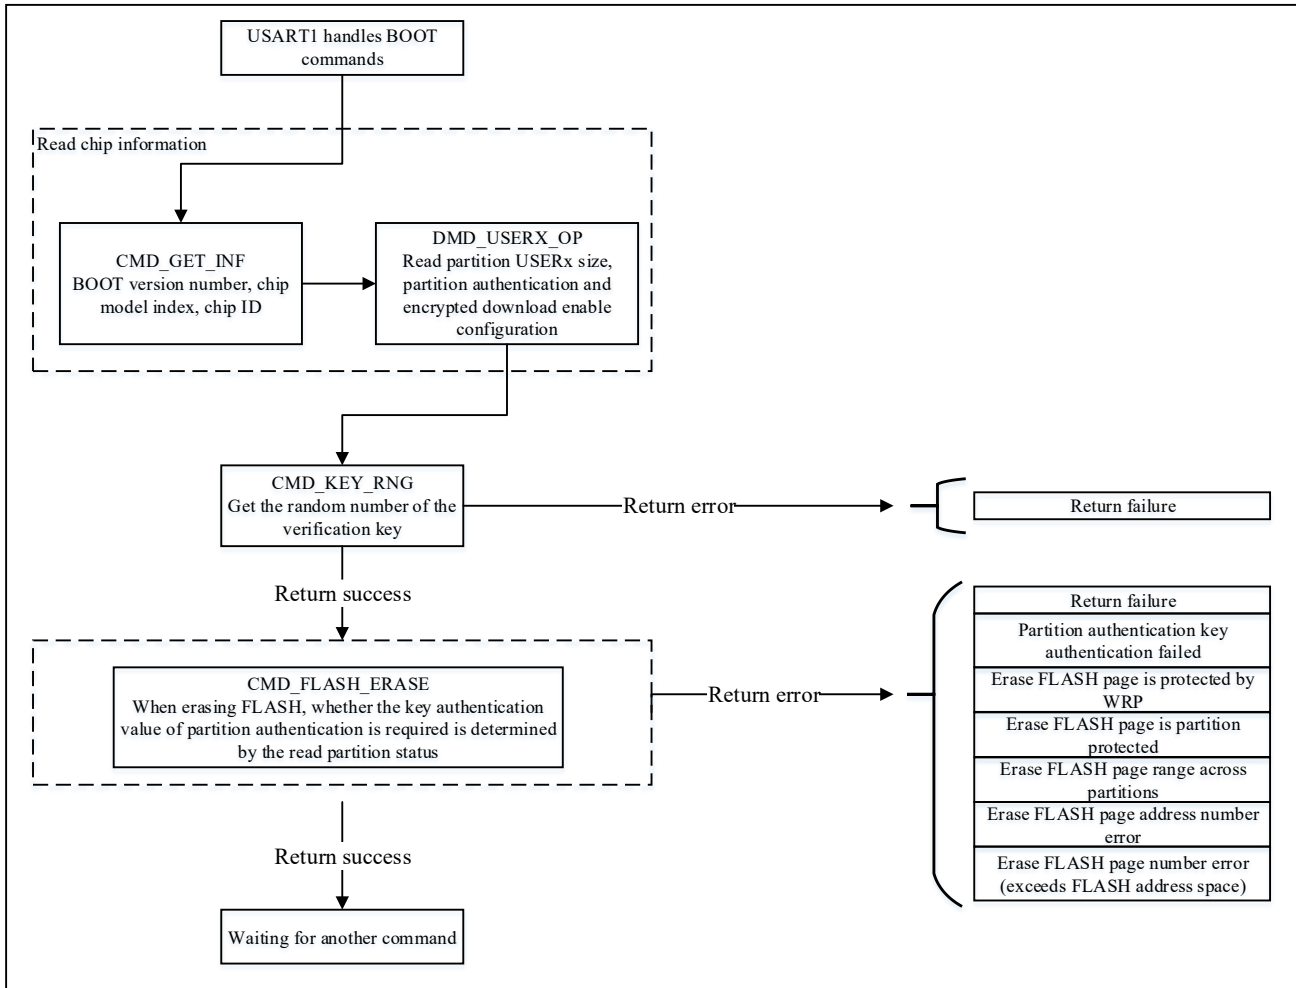 USART1 handles BOOT
commands
Read chip information
CMD_GET_INF
BOOT version number, chip
model index, chip ID
DMD_USERX_OP
Read partition USERx size,
partition authentication and
encrypted download enable
configuration
CMD_KEY_RNG
Get the random number of the
verification key
Return error
Return failure
Return success
CMD_FLASH_ERASE
When erasing FLASH, whether the key authentication
value of partition authentication is required is determined
by the read partition status
Return error
Return failure
Partition authentication key
authentication failed
Erase FLASH page is protected by
WRP
Erase FLASH page is partition
protected
Erase FLASH page range across
partitions
Erase FLASH page address number
error
Erase FLASH page number error
(exceeds FLASH address space)
Return success
Waiting for another command